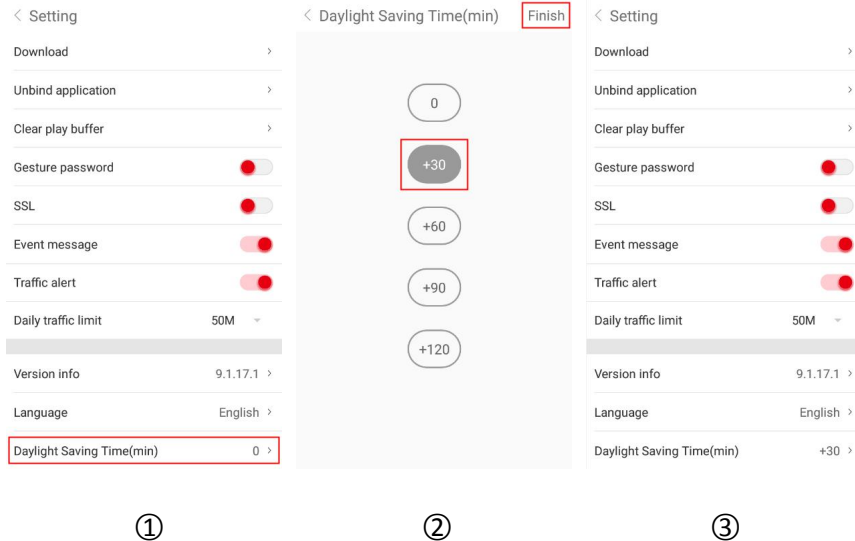 < Setting
Download >
Unbind application >
Clear play buffer >
Gesture password
SSL
Event message
Traffic alert
Daily traffic limit 50M
Version info 9.1.17.1 >
Language English >
Daylight Saving Time(min) 0 >
①
< Daylight Saving Time(min) Finish
0
+30
+60
+90
+120
②
< Setting
Download >
Unbind application >
Clear play buffer >
Gesture password
SSL
Event message
Traffic alert
Daily traffic limit 50M
Version info 9.1.17.1 >
Language English >
Daylight Saving Time(min) +30 >
③